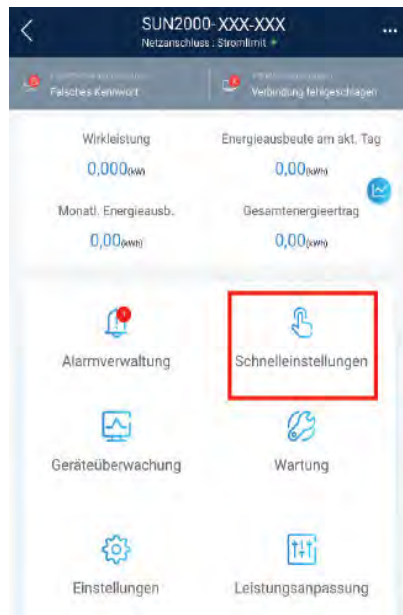 SUN2000-XXX-XXX
Netzanschluss : Stromlimit
Falsches Kennwort
Verbindung fehlgeschlagen
Wirkleistung
Energieausbeute am akt. Tag
0,000(kW)
0,00(kWh)
Monatl. Energieausb.
Gesamtenergieertrag
0,00(kWh)
0,00(kWh)
Alarmverwaltung
Schnelleinstellungen
Geräteüberwachung
Wartung
Einstellungen
Leistungsanpassung